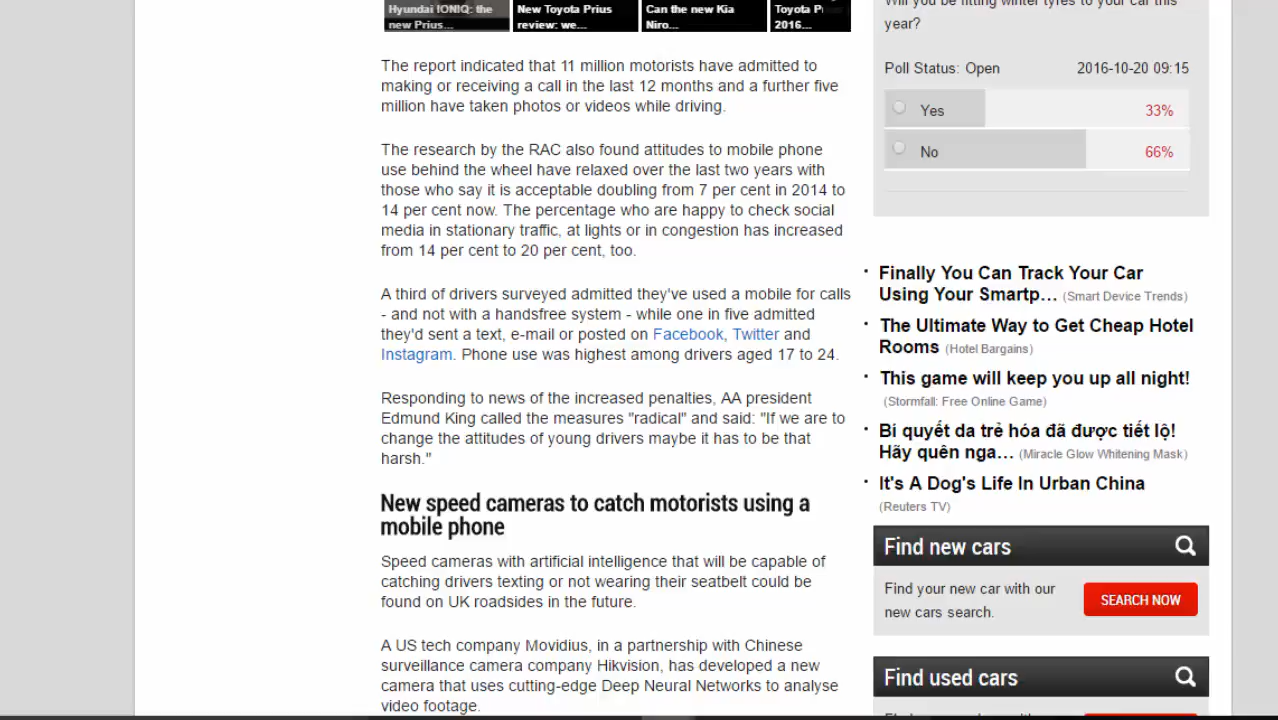 Hyundai IONIQ: the
new Prius...
New Toyota Prius
review: we...
Can the new Kia
Niro...
Toyota
2016...
The report indicated that 11 million motorists have admitted to
making or receiving a call in the last 12 months and a further five
million have taken photos or videos while driving.
The research by the RAC also found attitudes to mobile phone
use behind the wheel have relaxed over the last two years with
those who say it is acceptable doubling from 7 per cent in 2014 to
14 per cent now. The percentage who are happy to check social
media in stationary traffic, at lights or in congestion has increased
from 14 per cent to 20 per cent, too.
A third of drivers surveyed admitted they've used a mobile for calls
- and not with a handsfree system - while one in five admitted
they'd sent a text, e-mail or posted on Facebook, Twitter and
Instagram. Phone use was highest among drivers aged 17 to 24.
Responding to news of the increased penalties, AA president
Edmund King called the measures "radical" and said: "If we are to
change the attitudes of young drivers maybe it has to be that
harsh."
New speed cameras to catch motorists using a
mobile phone
Speed cameras with artificial intelligence that will be capable of
catching drivers texting or not wearing their seatbelt could be
found on UK roadsides in the future.
A US tech company Movidius, in a partnership with Chinese
surveillance camera company Hikvision, has developed a new
camera that uses cutting-edge Deep Neural Networks to analyse
video footage.
Will you be fitting winter tyres to your car this
year?
Poll Status: Open 2016-10-20 09:15
Yes 33%
No 66%
· Finally You Can Track Your Car
Using Your Smartp… (Smart Device Trends)
· The Ultimate Way to Get Cheap Hotel
Rooms (Hotel Bargains)
· This game will keep you up all night!
(Stormfall: Free Online Game)
· Bí quyết da trẻ hóa đã được tiết lộ!
Hãy quên nga… (Miracle Glow Whitening Mask)
· It's A Dog's Life In Urban China
(Reuters TV)
Find new cars
Find your new car with our
new cars search.
SEARCH NOW
Find used cars